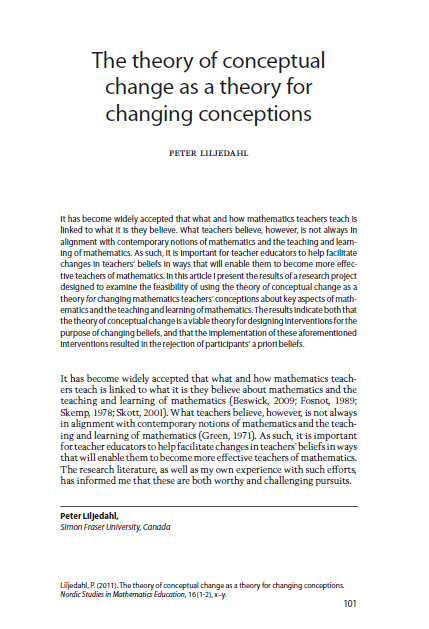 The theory of conceptual
change as a theory for
changing conceptions
PETER LILJEDAHL
It has become widely accepted that what and how mathematics teachers teach is
linked to what it is they believe. What teachers believe, however, is not always in
alignment with contemporary notions of mathematics and the teaching and learn-
ing of mathematics. As such, it is important for teacher educators to help facilitate
changes in teachers' beliefs in ways that will enable them to become more effec-
tive teachers of mathematics. In this article I present the results of a research project
designed to examine the feasibility of using the theory of conceptual change as a
theory for changing mathematics teachers' conceptions about key aspects of math-
ematics and the teaching and learning of mathematics. The results indicate both that
the theory of conceptual change is a viable theory for designing interventions for the
purpose of changing beliefs, and that the implementation of these aforementioned
interventions resulted in the rejection of participants' a priori beliefs.
It has become widely accepted that what and how mathematics teach-
ers teach is linked to what it is they believe about mathematics and the
teaching and learning of mathematics (Beswick, 2009; Fosnot, 1989;
Skemp, 1978; Skott, 2001). What teachers believe, however, is not always
in alignment with contemporary notions of mathematics and the teach-
ing and learning of mathematics (Green, 1971). As such, it is important
for teacher educators to help facilitate changes in teachers' beliefs in ways
that will enable them to become more effective teachers of mathematics.
The research literature, as well as my own experience with such efforts,
has informed me that these are both worthy and challenging pursuits.
Peter Liljedahl,
Simon Fraser University, Canada
Liljedahl, P. (2011). The theory of conceptual change as a theory for changing conceptions.
Nordic Studies in Mathematics Education, 16 (1-2), x–y.
101